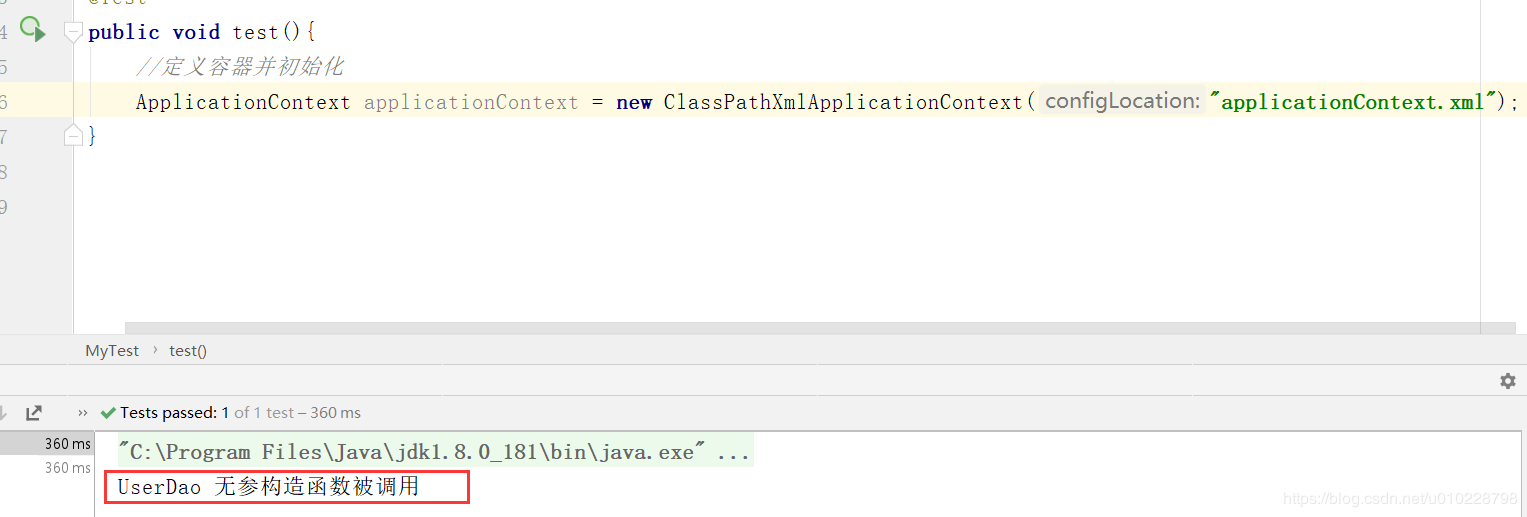 @Test
4 public void test(){
5 //定义容器并初始化
6 ApplicationContext applicationContext = new ClassPathXmlApplicationContext( configLocation: "applicationContext.xml");
7 }
8
9
MyTest › test()
» Tests passed: 1 of 1 test – 360 ms
360 ms "C:\Program Files\Java\jdk1.8.0_181\bin\java.exe" ...
360 ms
UserDao 无参构造函数被调用
https://blog.csdn.net/u010228798